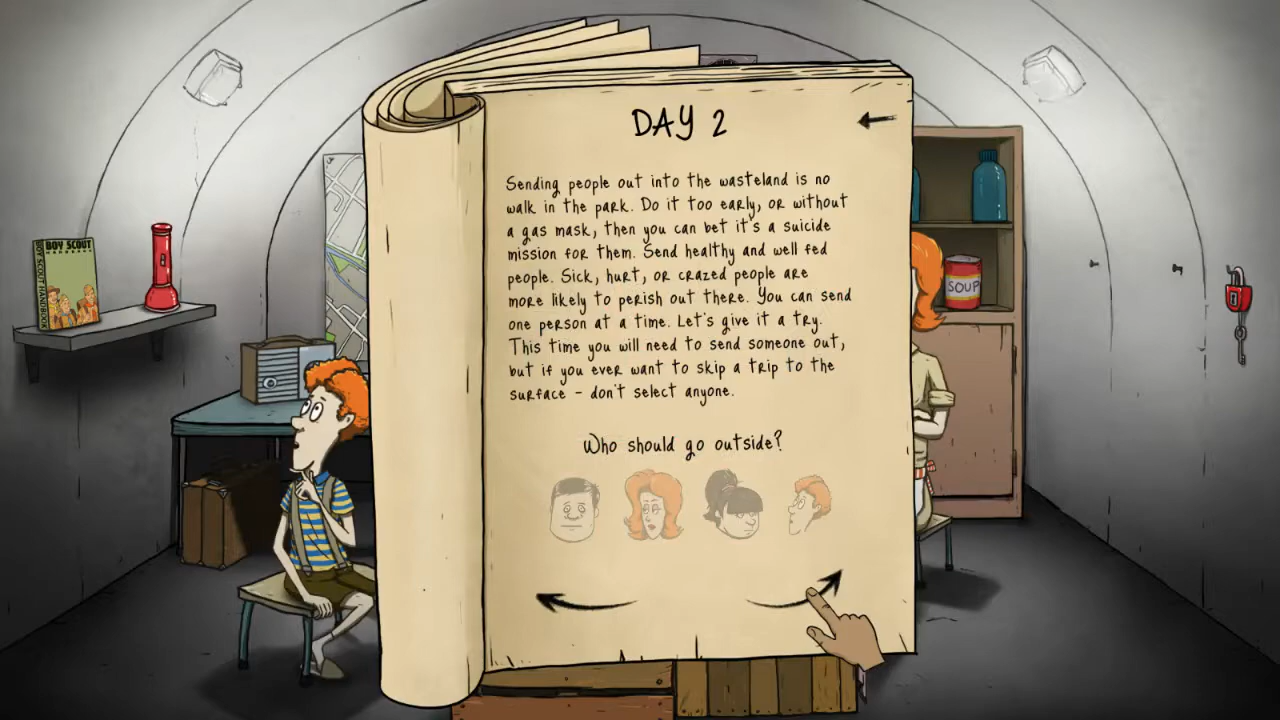 DAY 2
Sending people out into the wasteland is no
walk in the park. Do it too early, or without
a gas mask, then you can bet it's a suicide
mission for them. Send healthy and well fed
people. Sick, hurt, or crazed people are
more likely to perish out there. You can send
one person at a time. Let's give it a try.
This time you will need to send someone out,
but if you ever want to skip a trip to the
surface - don't select anyone.
Who should go outside?
BOY SCOUT
BOY SCOUT HANDBOOK
SOUP